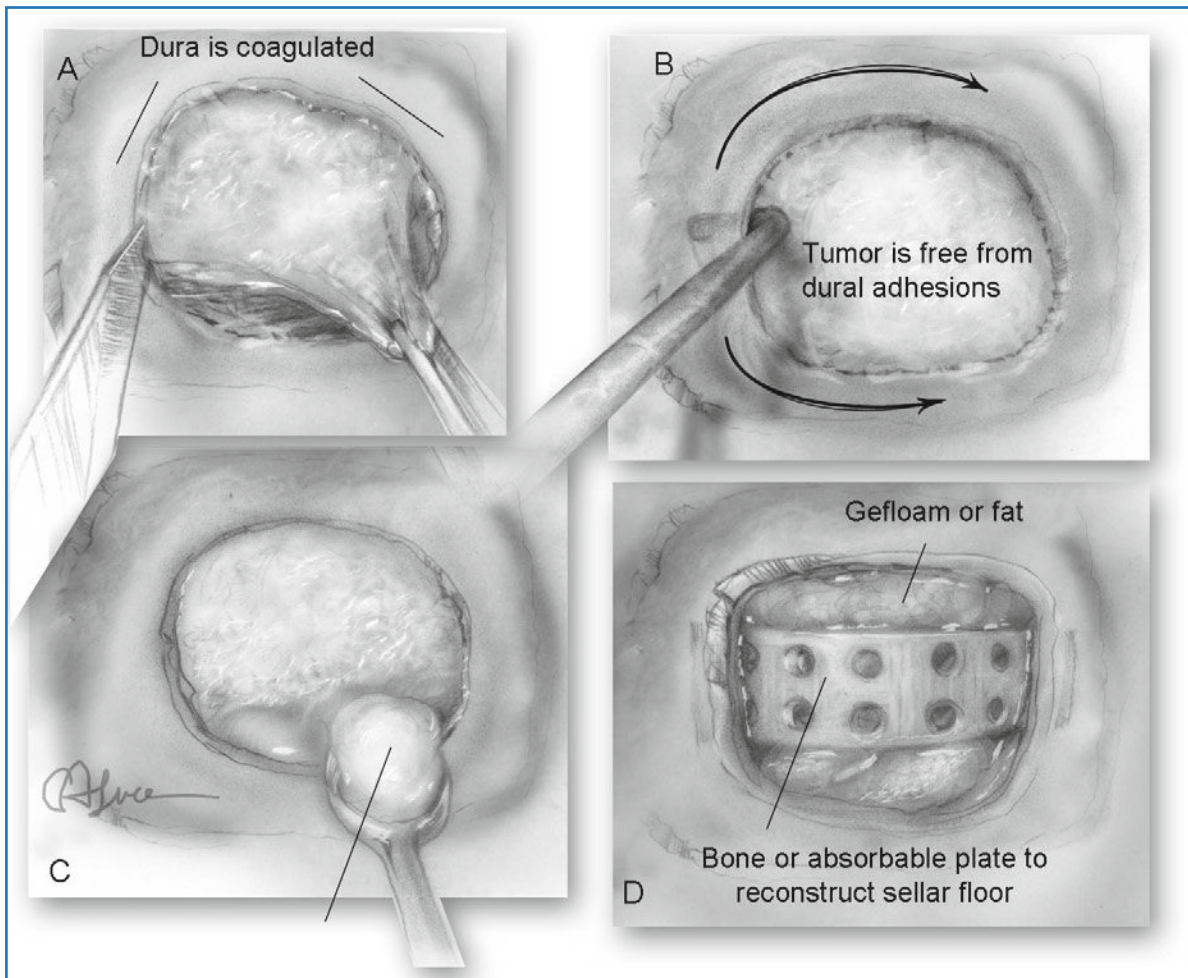 A
Dura is coagulated
B
Tumor is free from
dural adhesions
C
Gefloam or fat
Bone or absorbable plate to
reconstruct sellar floor
D